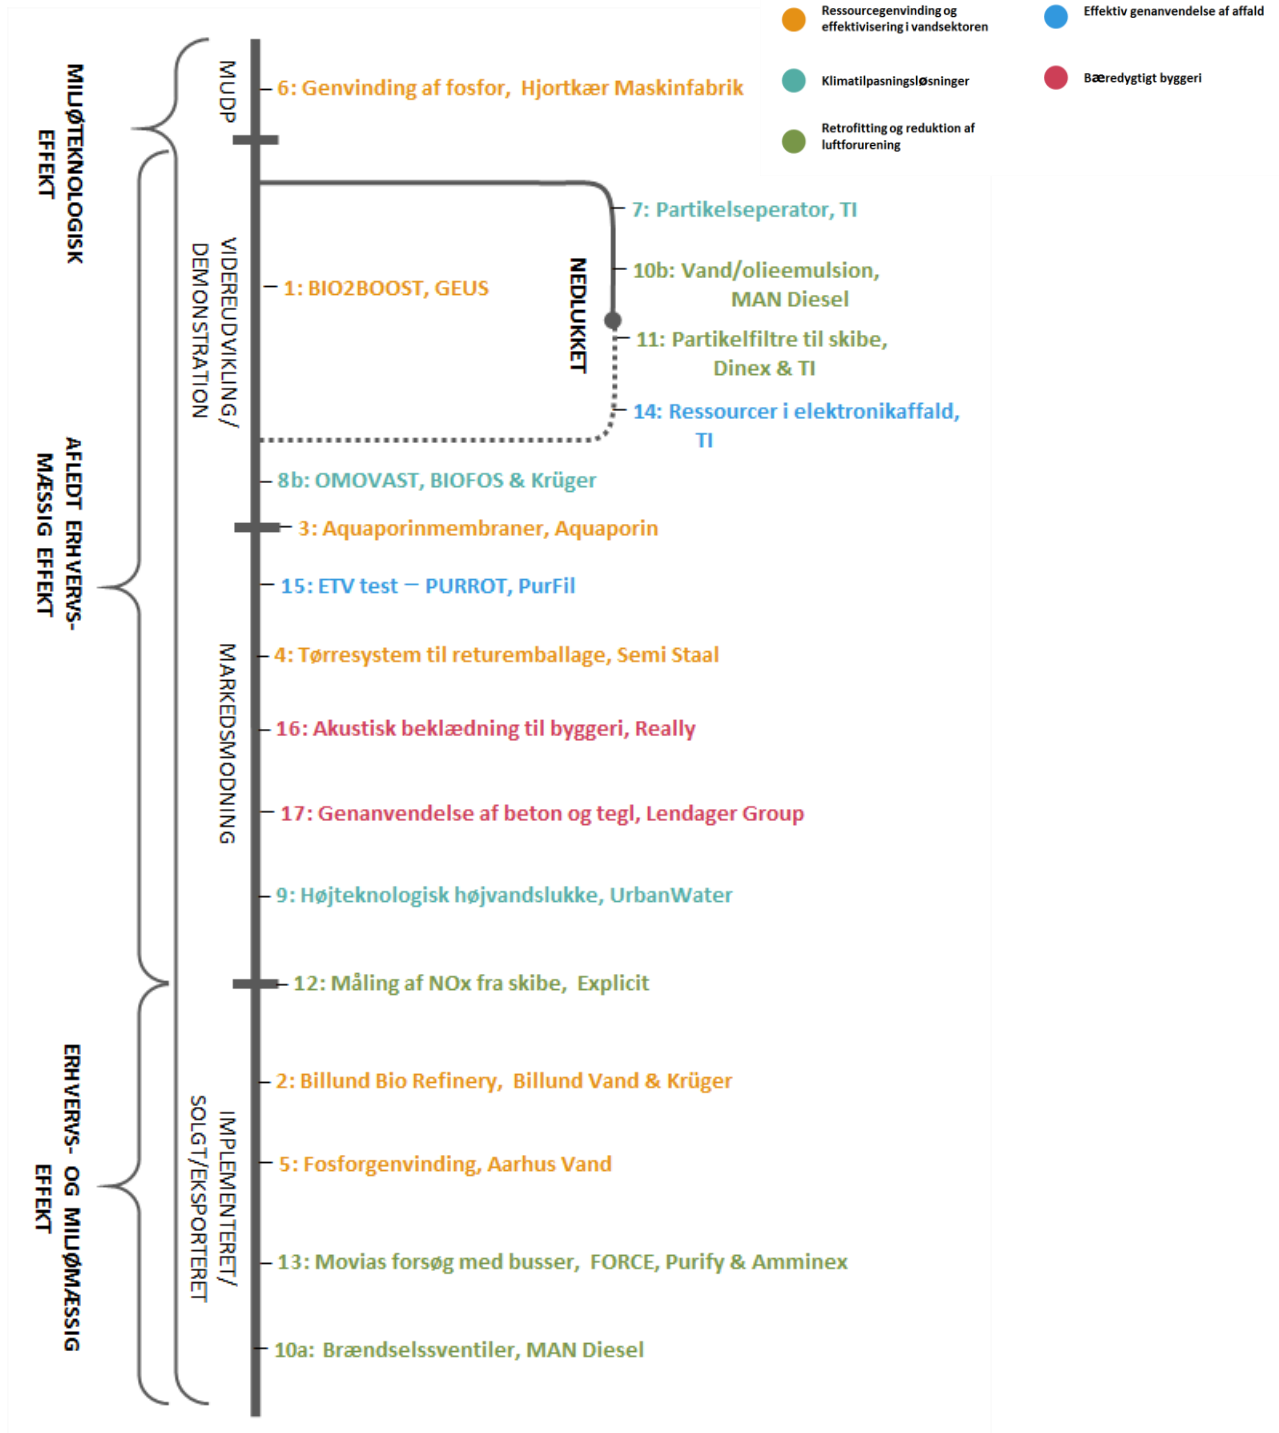 Ressourcegenvinding og
effektivisering i vandsektoren
Effektiv genanvendelse af affald
Klimatilpasningsløsninger
Bæredygtigt byggeri
Retrofitting og reduktion af
luftforurening
MILJØTEKNOLOGISK
EFFEKT
AFLEDT ERHVERVS-
MÆSSIG EFFEKT
ERHVERVS- OG MILJØMÆSSIG
EFFEKT
MUDP
6: Genvinding af fosfor, Hjortkær Maskinfabrik
VIDEREUDVIKLING/
DEMONSTRATION
1: BIO2BOOST, GEUS
NEDLUKKET
7: Partikelseperator, TI
10b: Vand/olieemulsion,
MAN Diesel
11: Partikelfiltre til skibe,
Dinex & TI
14: Ressourcer i elektronikaffald,
TI
8b: OMOVAST, BIOFOS & Krüger
3: Aquaporinmembraner, Aquaporin
MARKEDSMODNING
15: ETV test – PURROT, PurFil
4: Tørresystem til returemballage, Semi Staal
16: Akustisk beklædning til byggeri, Really
17: Genanvendelse af beton og tegl, Lendager Group
9: Højteknologisk højvandslukke, UrbanWater
12: Måling af NOx fra skibe, Explicit
IMPLEMENTERET/
SOLGT/EKSPORTERET
2: Billund Bio Refinery, Billund Vand & Krüger
5: Fosforgenvinding, Aarhus Vand
13: Movias forsøg med busser, FORCE, Purify & Amminex
10a: Brændselssventiler, MAN Diesel